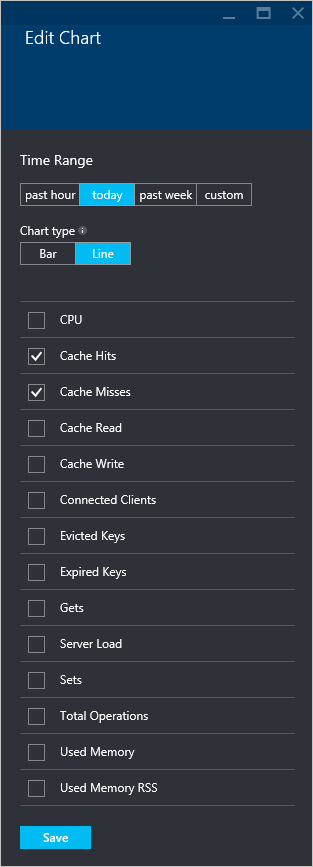 Edit Chart
Time Range
past hour today past week custom
Chart type
Bar Line
CPU
Cache Hits
Cache Misses
Cache Read
Cache Write
Connected Clients
Evicted Keys
Expired Keys
Gets
Server Load
Sets
Total Operations
Used Memory
Used Memory RSS
Save